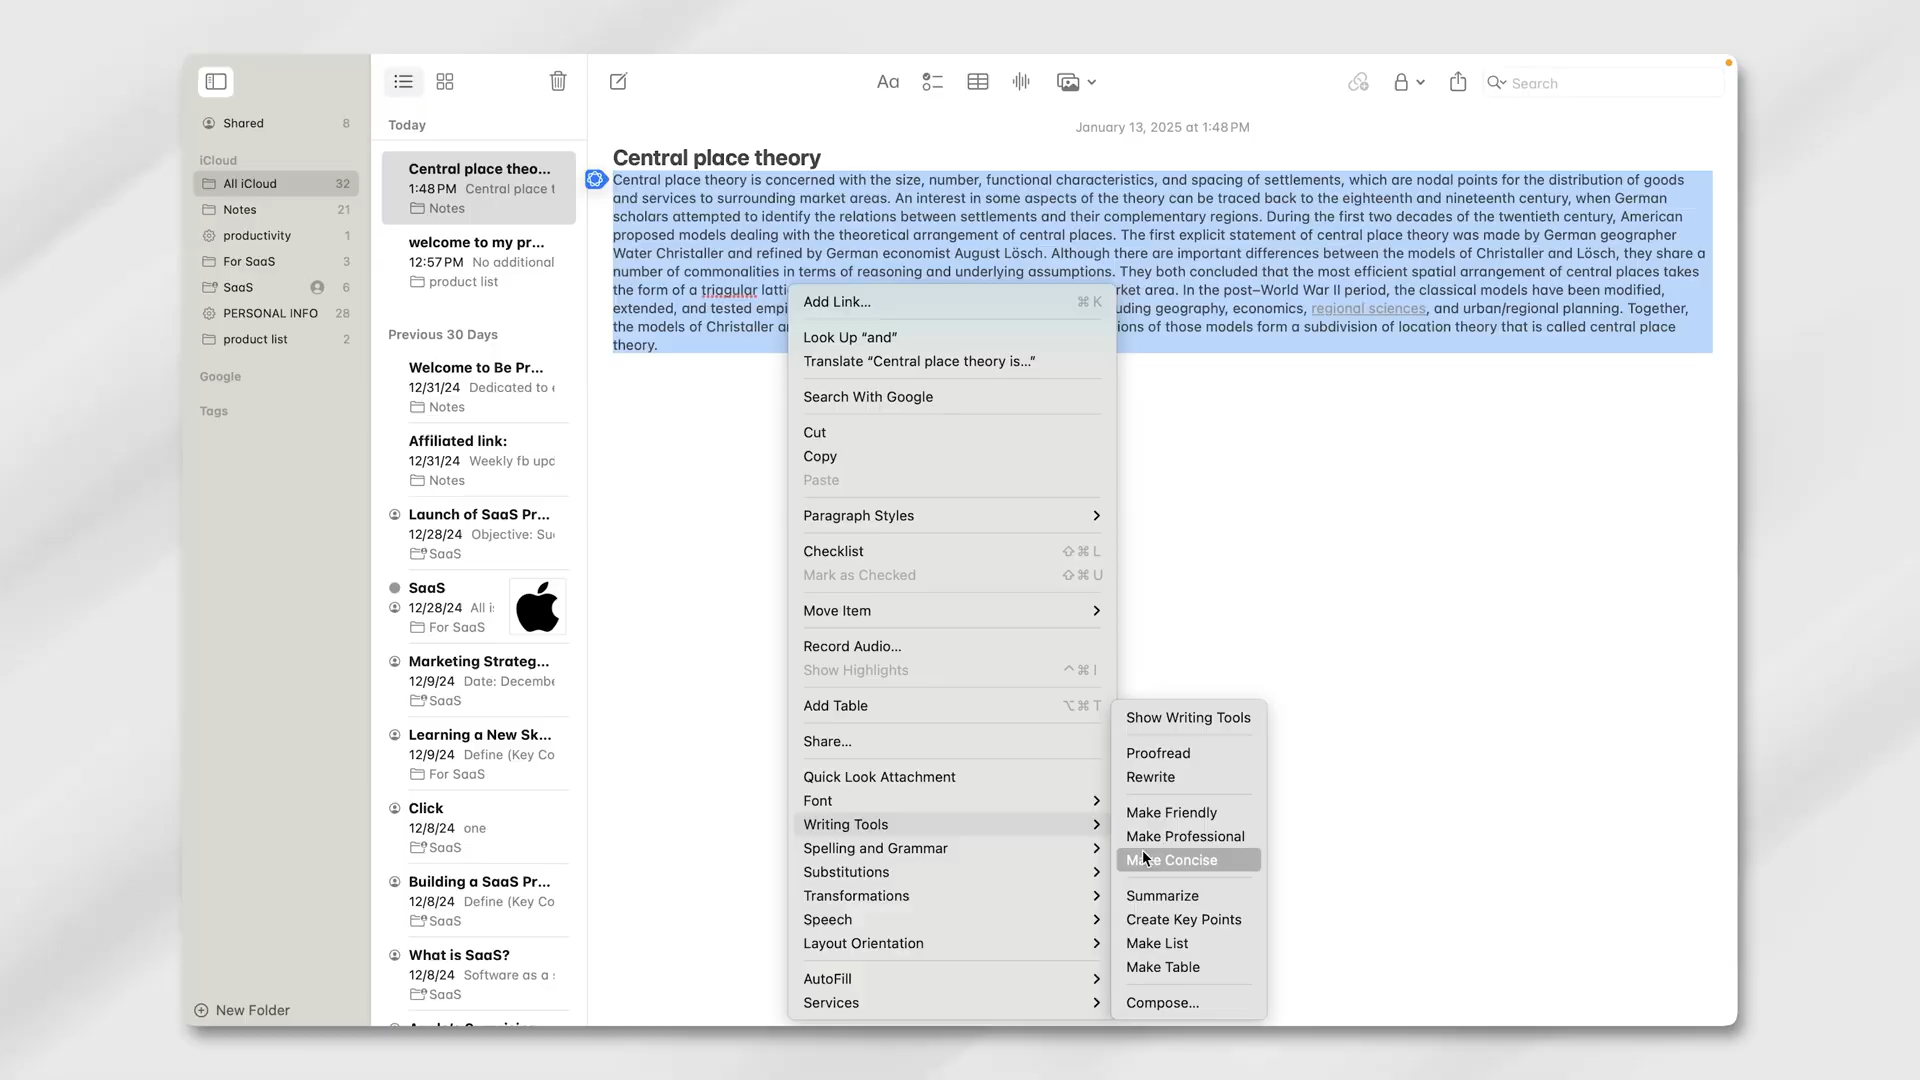 Search
Shared 8
iCloud
All iCloud 32
Notes 21
productivity 1
For SaaS 3
SaaS 6
PERSONAL INFO 28
product list 2
Google
Tags
New Folder
Today
Central place theo...
1:48 PM Central place t
Notes
welcome to my pr...
12:57 PM No additional
product list
Previous 30 Days
Welcome to Be Pr...
12/31/24 Dedicated to
Notes
Affiliated link:
12/31/24 Weekly fb upd
Notes
Launch of SaaS Pr...
12/28/24 Objective: Su
SaaS
SaaS
12/28/24 All i
For SaaS
Marketing Strateg...
12/9/24 Date: Decembe
SaaS
Learning a New Sk...
12/9/24 Define (Key Co
For SaaS
Click
12/8/24 one
SaaS
Building a SaaS Pr...
12/8/24 Define (Key Co
SaaS
What is SaaS?
12/8/24 Software as a
SaaS
Aa
January 13, 2025 at 1:48 PM
Central place theory
Central place theory is concerned with the size, number, functional characteristics, and spacing of settlements, which are nodal points for the distribution of goods
and services to surrounding market areas. An interest in some aspects of the theory can be traced back to the eighteenth and nineteenth century, when German
scholars attempted to identify the relations between settlements and their complementary regions. During the first two decades of the twentieth century, American
proposed models dealing with the theoretical arrangement of central places. The first explicit statement of central place theory was made by German geographer
Water Christaller and refined by German economist August Lösch. Although there are important differences between the models of Christaller and Lösch, they share a
number of commonalities in terms of reasoning and underlying assumptions. They both concluded that the most efficient spatial arrangement of central places takes
the form of a triagular latti rket area. In the post–World War II period, the classical models have been modified,
extended, and tested empi uding geography, economics, regional sciences, and urban/regional planning. Together,
the models of Christaller a ions of those models form a subdivision of location theory that is called central place
theory.
Add Link... ⌘ K
Look Up “and”
Translate “Central place theory is...”
Search With Google
Cut
Copy
Paste
Paragraph Styles
Checklist ⇧ ⌘ L
Mark as Checked ⇧ ⌘ U
Move Item
Record Audio...
Show Highlights ^ ⌘ I
Add Table ⌥ ⌘ T
Share...
Quick Look Attachment
Font
Writing Tools
Spelling and Grammar
Substitutions
Transformations
Speech
Layout Orientation
AutoFill
Services
Show Writing Tools
Proofread
Rewrite
Make Friendly
Make Professional
Make Concise
Summarize
Create Key Points
Make List
Make Table
Compose...